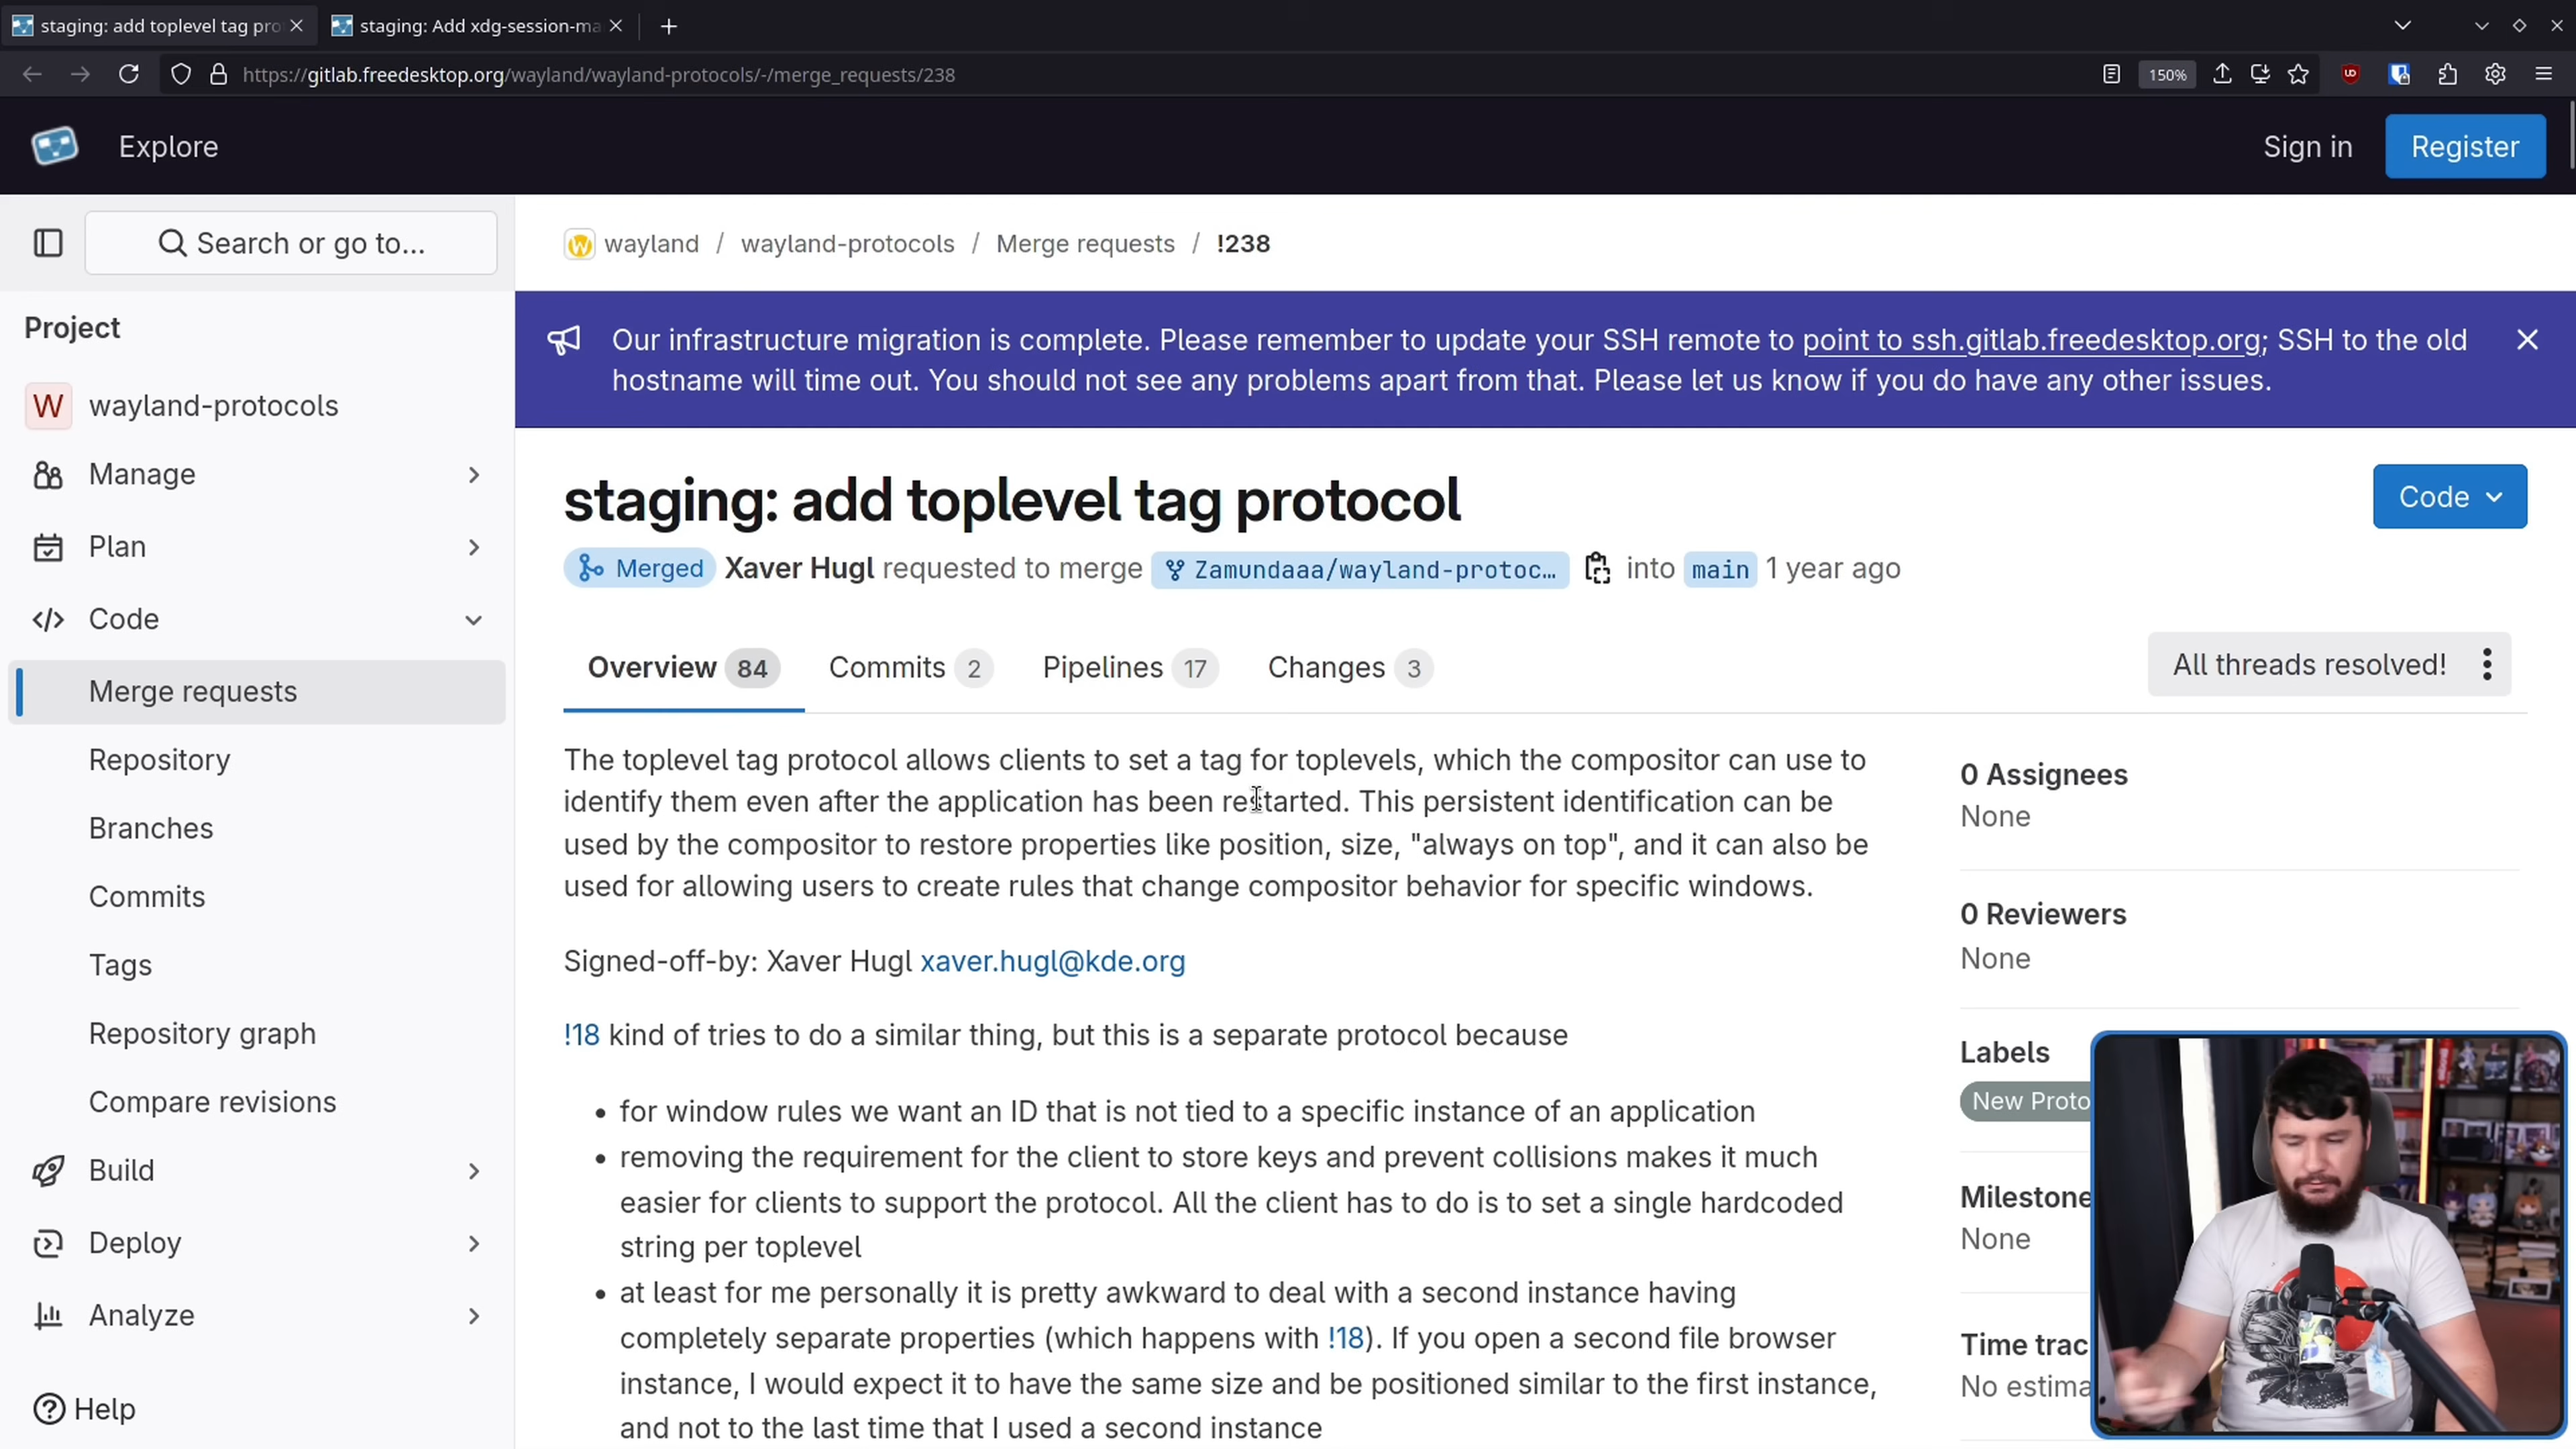 staging: add toplevel tag pro
staging: Add xdg-session-ma
https://gitlab.freedesktop.org/wayland/wayland-protocols/-/merge_requests/238
150%
Explore
Sign in
Register
Search or go to...
wayland / wayland-protocols / Merge requests / !238
Project
Our infrastructure migration is complete. Please remember to update your SSH remote to point to ssh.gitlab.freedesktop.org; SSH to the old
hostname will time out. You should not see any problems apart from that. Please let us know if you do have any other issues.
W wayland-protocols
Manage
Plan
Code
Merge requests
Repository
Branches
Commits
Tags
Repository graph
Compare revisions
Build
Deploy
Analyze
Help
staging: add toplevel tag protocol
Code
Merged Xaver Hugl requested to merge Zamundaaa/wayland-protoc… into main 1 year ago
Overview 84 Commits 2 Pipelines 17 Changes 3
All threads resolved!
The toplevel tag protocol allows clients to set a tag for toplevels, which the compositor can use to
identify them even after the application has been restarted. This persistent identification can be
used by the compositor to restore properties like position, size, "always on top", and it can also be
used for allowing users to create rules that change compositor behavior for specific windows.
Signed-off-by: Xaver Hugl xaver.hugl@kde.org
!18 kind of tries to do a similar thing, but this is a separate protocol because
• for window rules we want an ID that is not tied to a specific instance of an application
• removing the requirement for the client to store keys and prevent collisions makes it much
easier for clients to support the protocol. All the client has to do is to set a single hardcoded
string per toplevel
• at least for me personally it is pretty awkward to deal with a second instance having
completely separate properties (which happens with !18). If you open a second file browser
instance, I would expect it to have the same size and be positioned similar to the first instance,
and not to the last time that I used a second instance
0 Assignees
None
0 Reviewers
None
Labels
New Proto
Milestone
None
Time trac
No estima